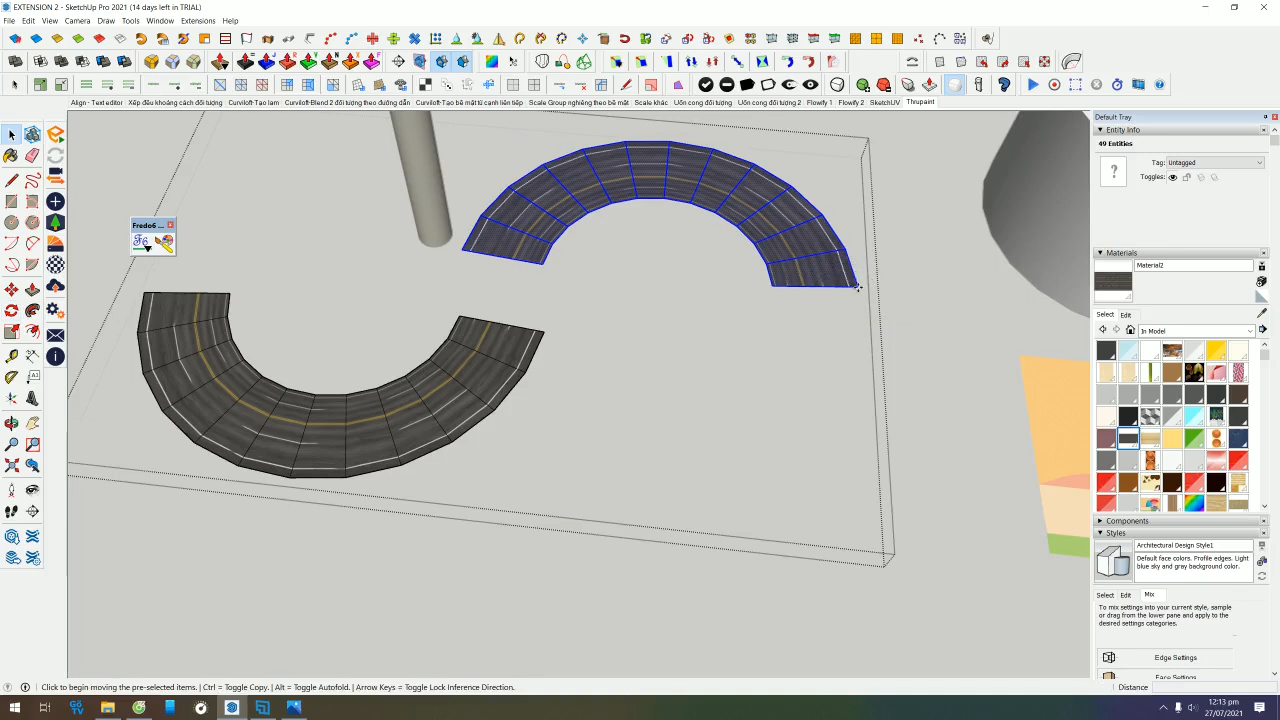 EXTENSION 2 - SketchUp Pro 2021 (14 days left in TRIAL)
File Edit View Camera Draw Tools Window Extensions Help
Align - Text editor Xếp đều khoảng cách đối tượng Curviloft-Tạo lam Curviloft-Blend 2 đối tượng theo đường dẫn Curviloft-Tạo bề mặt từ cạnh liên tiếp Scale Group nghiêng theo bề mặt Scale khác Uốn cong đối tượng Uốn cong đối tượng 2 Flowify 1 Flowify 2 SketchUV Thrupaint
Default Tray
Entity Info
49 Entities
Tag: Untagged
Toggles:
Fredo6 ...
Materials
Material2
Select Edit
In Model
Components
Styles
Architectural Design Style1
Default face colors. Profile edges. Light
blue sky and gray background color.
Select Edit Mix
To mix settings into your current style, sample
or drag from the lower pane and apply to the
desired settings categories.
Edge Settings
Face Settings
Click to begin moving the pre-selected items. | Ctrl = Toggle Copy. | Alt = Toggle Autofold. | Arrow Keys = Toggle Lock Inference Direction.
Distance
GõTV
12:13 pm
27/07/2021